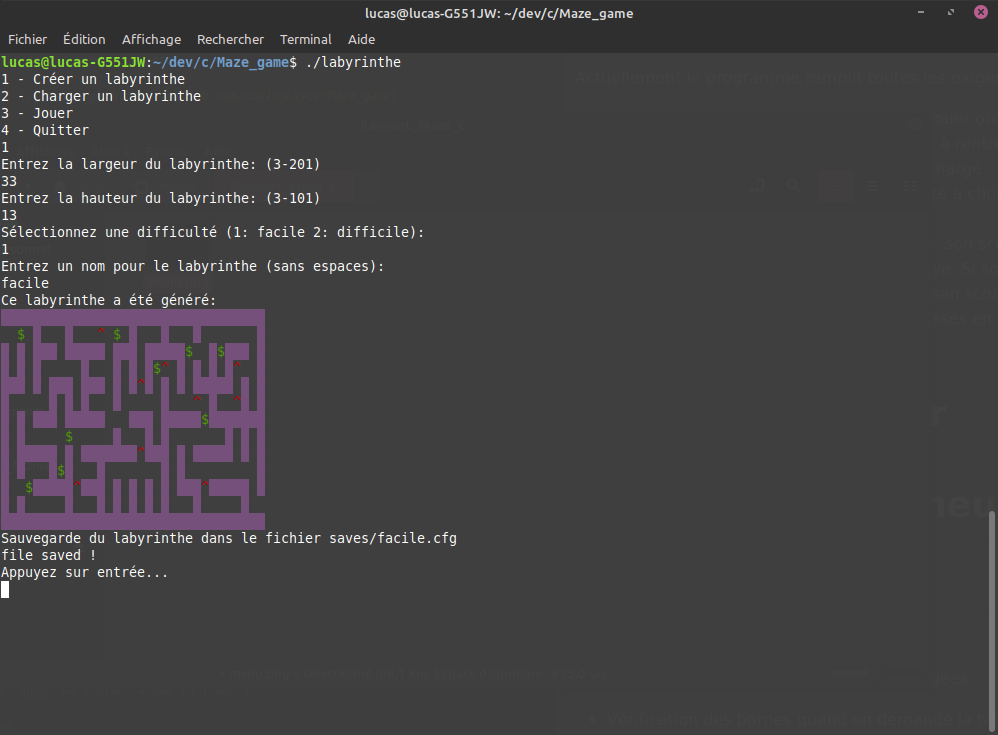 lucas@lucas-G551JW: ~/dev/c/Maze_game
Fichier Édition Affichage Rechercher Terminal Aide
lucas@lucas-G551JW:~/dev/c/Maze_game$ ./labyrinthe
1 - Créer un labyrinthe
2 - Charger un labyrinthe
3 - Jouer
4 - Quitter
1
Entrez la largeur du labyrinthe: (3-201)
33
Entrez la hauteur du labyrinthe: (3-101)
13
Sélectionnez une difficulté (1: facile 2: difficile):
1
Entrez un nom pour le labyrinthe (sans espaces):
facile
Ce labyrinthe a été généré:
$ ^ $
$ $
$ ^ ^
^
^ ^
$
$
^
$
$ ^ ^
Sauvegarde du labyrinthe dans le fichier saves/facile.cfg
file saved !
Appuyez sur entrée...